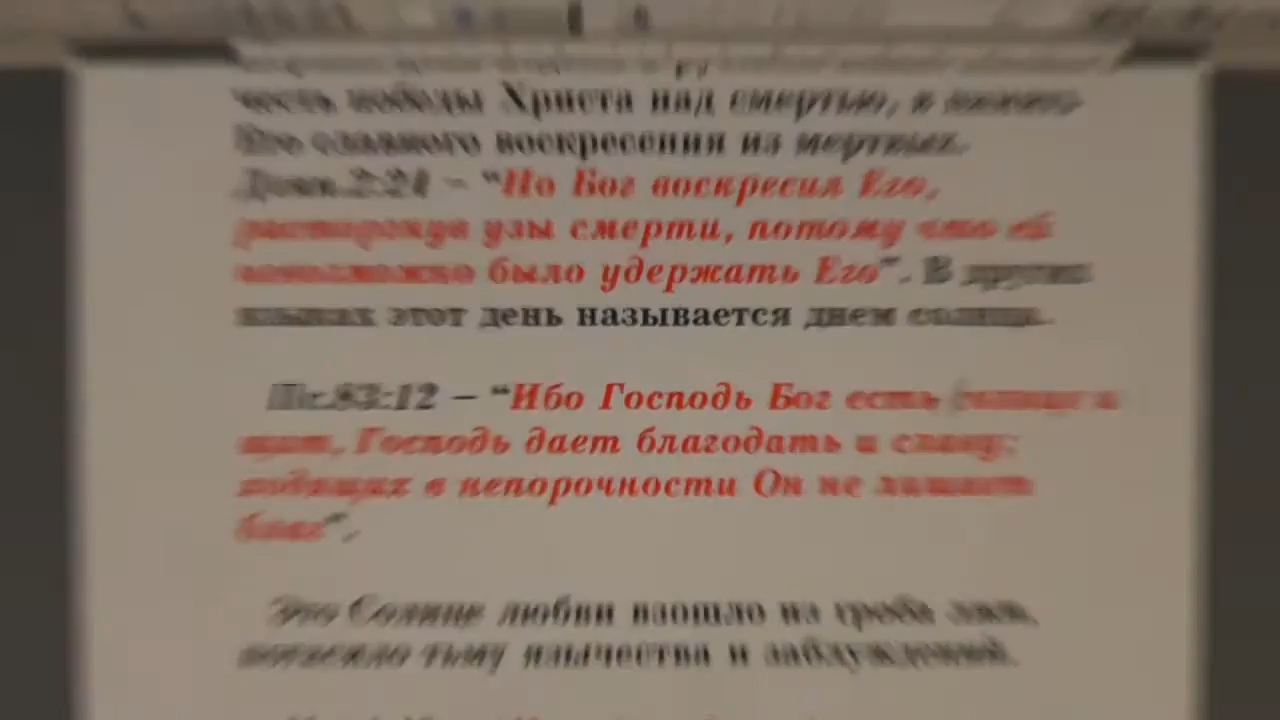 честь победы Христа над смертью, в
Его славного воскресения из мертвых.
Деян.2:24 – “Но Бог воскресил Его,
расторгнув узы смерти, потому что ей
невозможно было удержать Его”. В других
языках этот день называется днем солнца.
Пс.83:12 – “Ибо Господь Бог есть солнце и
щит, Господь дает благодать и славу;
ходящих в непорочности Он не лишает
благ”.
Это Солнце любви взошло из гроба
тьму язычества и заблуждений.